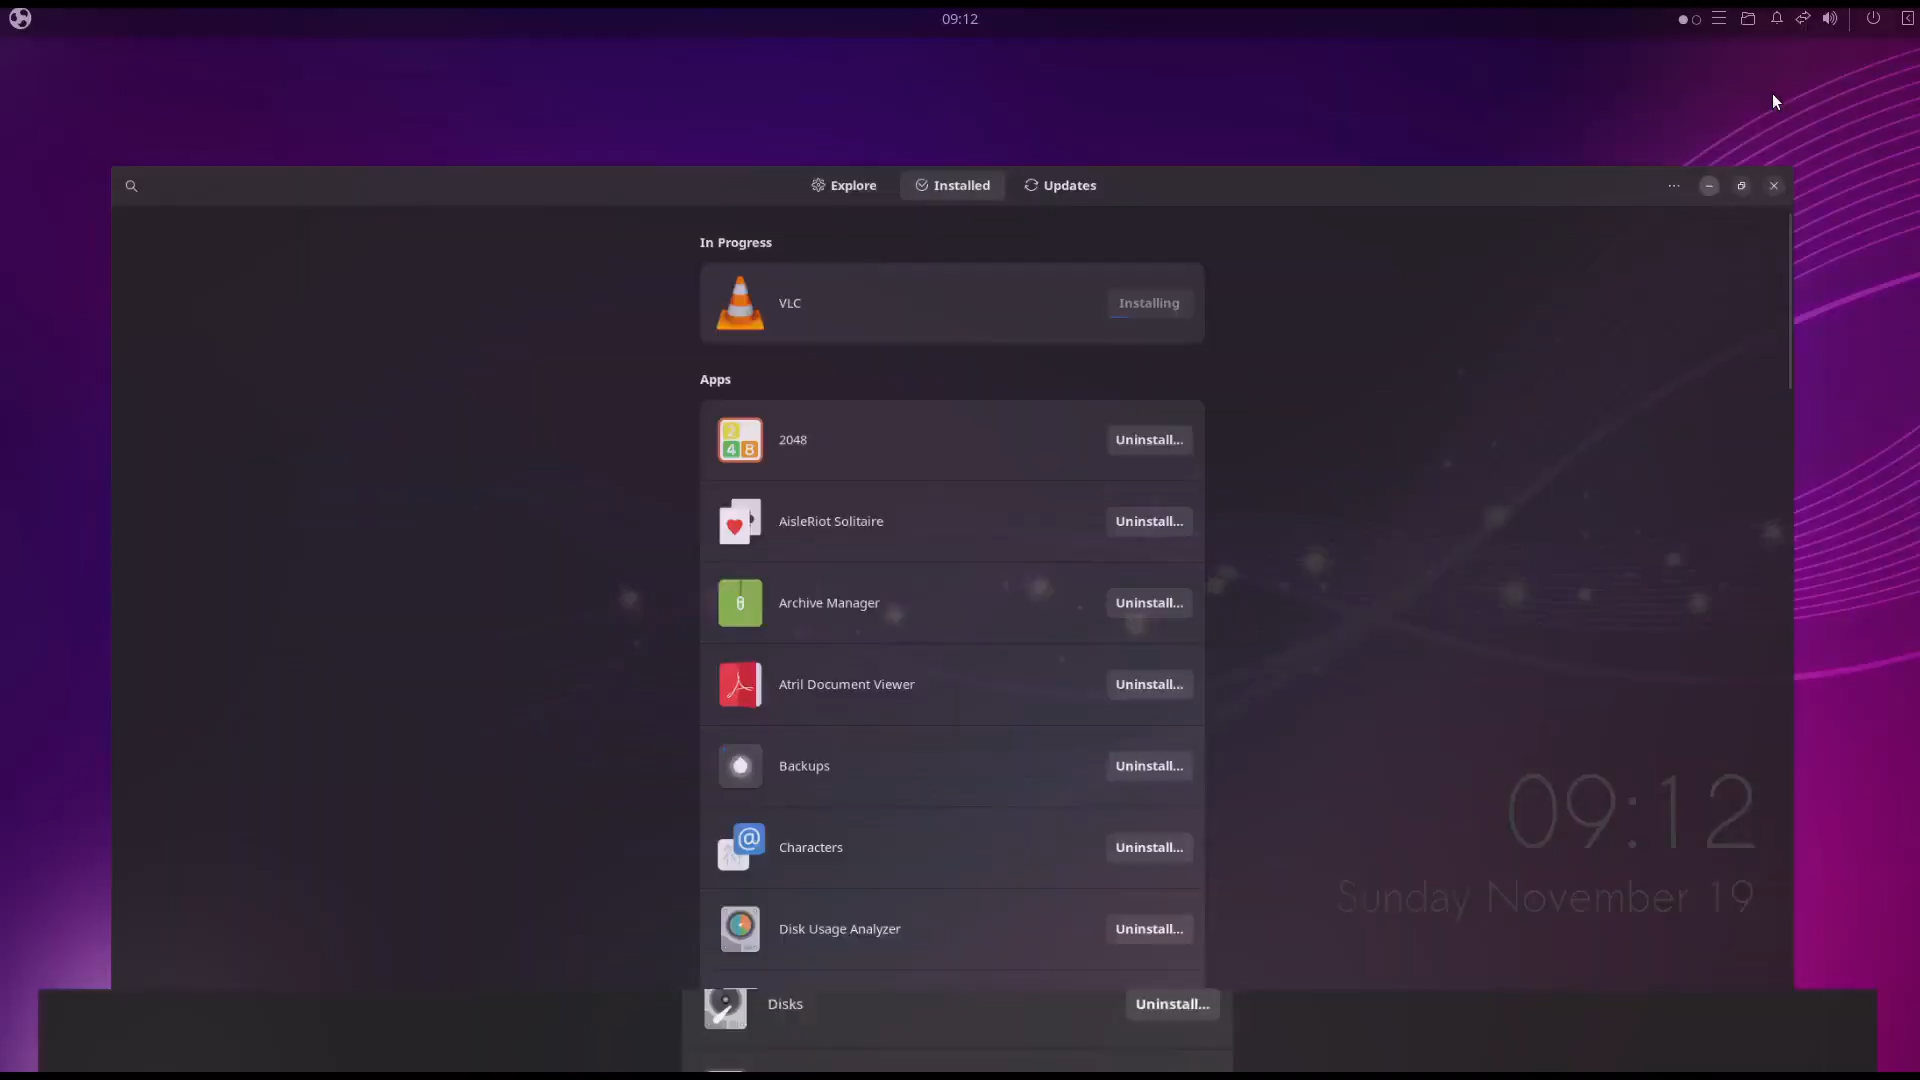 09:12
Explore
Installed
Updates
In Progress
VLC
Installing
Apps
2048
Uninstall...
AisleRiot Solitaire
Uninstall...
Archive Manager
Uninstall...
Atril Document Viewer
Uninstall...
Backups
Uninstall...
Characters
Uninstall...
Disk Usage Analyzer
Uninstall...
Disks
Uninstall...
09:12
Sunday November 19